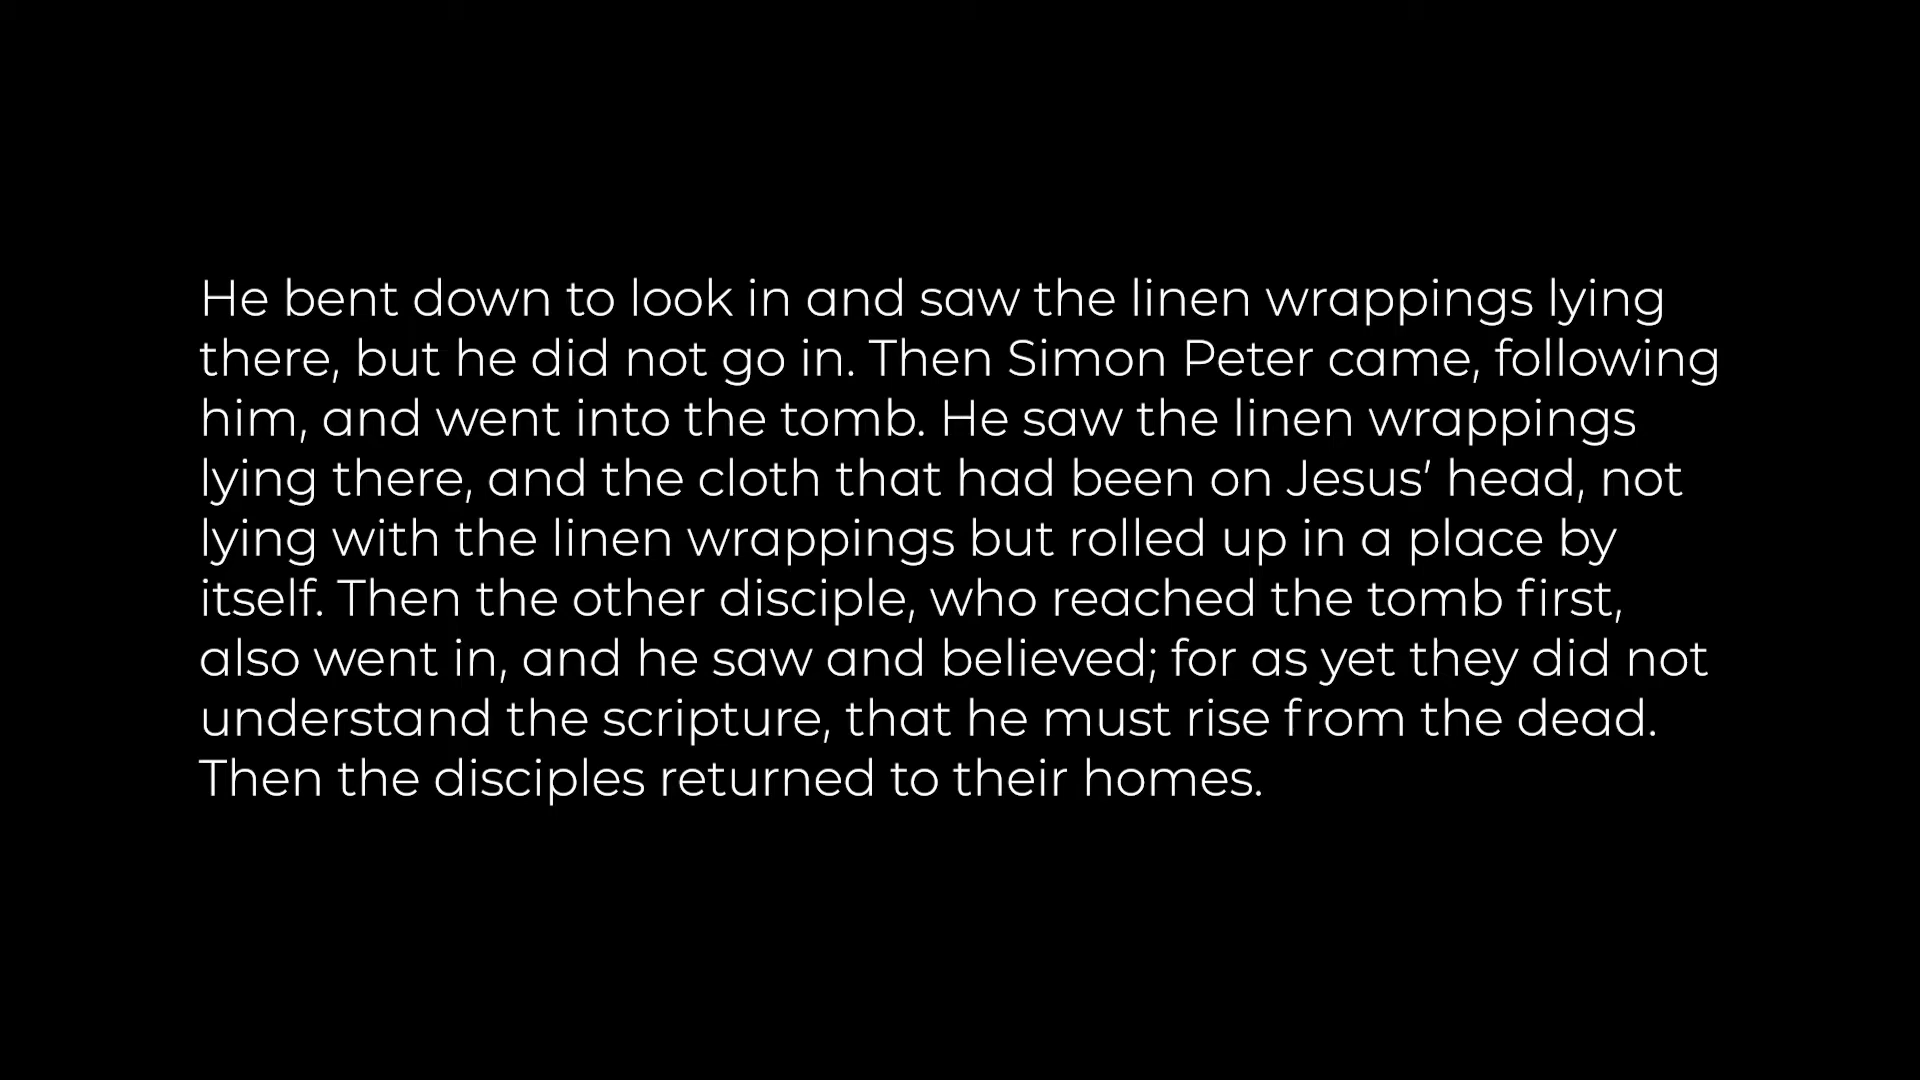 He bent down to look in and saw the linen wrappings lying
there, but he did not go in. Then Simon Peter came, following
him, and went into the tomb. He saw the linen wrappings
lying there, and the cloth that had been on Jesus’ head, not
lying with the linen wrappings but rolled up in a place by
itself. Then the other disciple, who reached the tomb first,
also went in, and he saw and believed; for as yet they did not
understand the scripture, that he must rise from the dead.
Then the disciples returned to their homes.